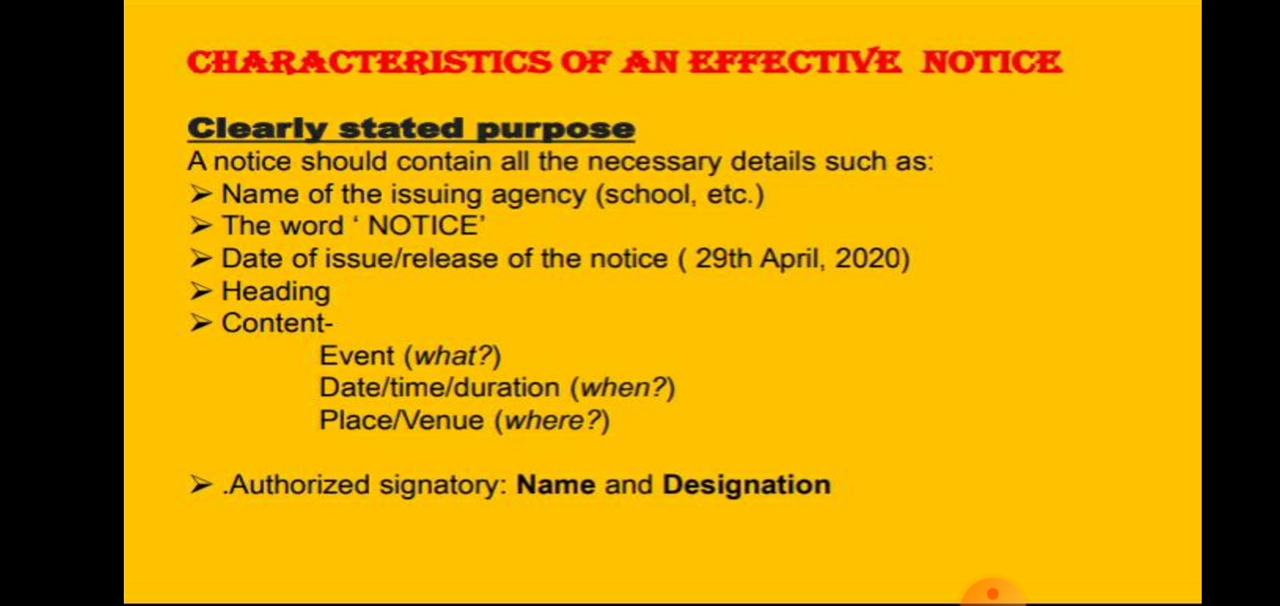 CHARACTERISTICS OF AN EFFECTIVE NOTICE
Clearly stated purpose
A notice should contain all the necessary details such as:
➢ Name of the issuing agency (school, etc.)
➢ The word ‘ NOTICE’
➢ Date of issue/release of the notice ( 29th April, 2020)
➢ Heading
➢ Content-
Event (what?)
Date/time/duration (when?)
Place/Venue (where?)
➢ .Authorized signatory: Name and Designation